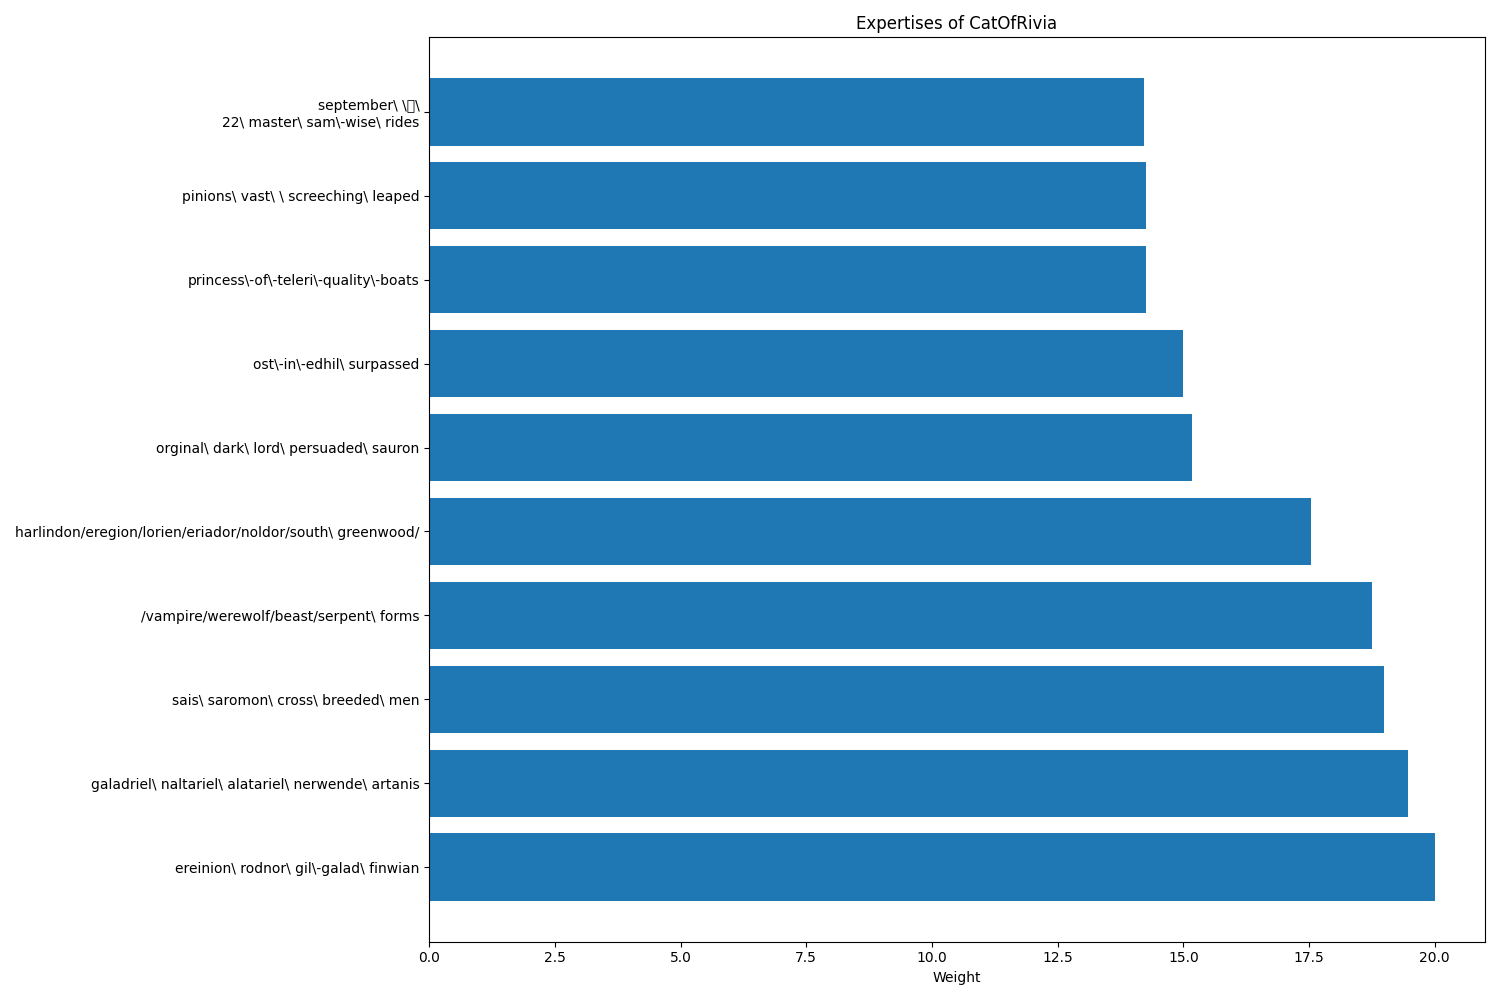 Expertises of CatOfRivia
september\ \▯\
22\ master\ sam\-wise\ rides
pinions\ vast\ \ screeching\ leaped
princess\-of\-teleri\-quality\-boats
ost\-in\-edhil\ surpassed
orginal\ dark\ lord\ persuaded\ sauron
harlindon/eregion/lorien/eriador/noldor/south\ greenwood/
/vampire/werewolf/beast/serpent\ forms
sais\ saromon\ cross\ breeded\ men
galadriel\ naltariel\ alatariel\ nerwende\ artanis
ereinion\ rodnor\ gil\-galad\ finwian
0.0 2.5 5.0 7.5 10.0 12.5 15.0 17.5 20.0
Weight